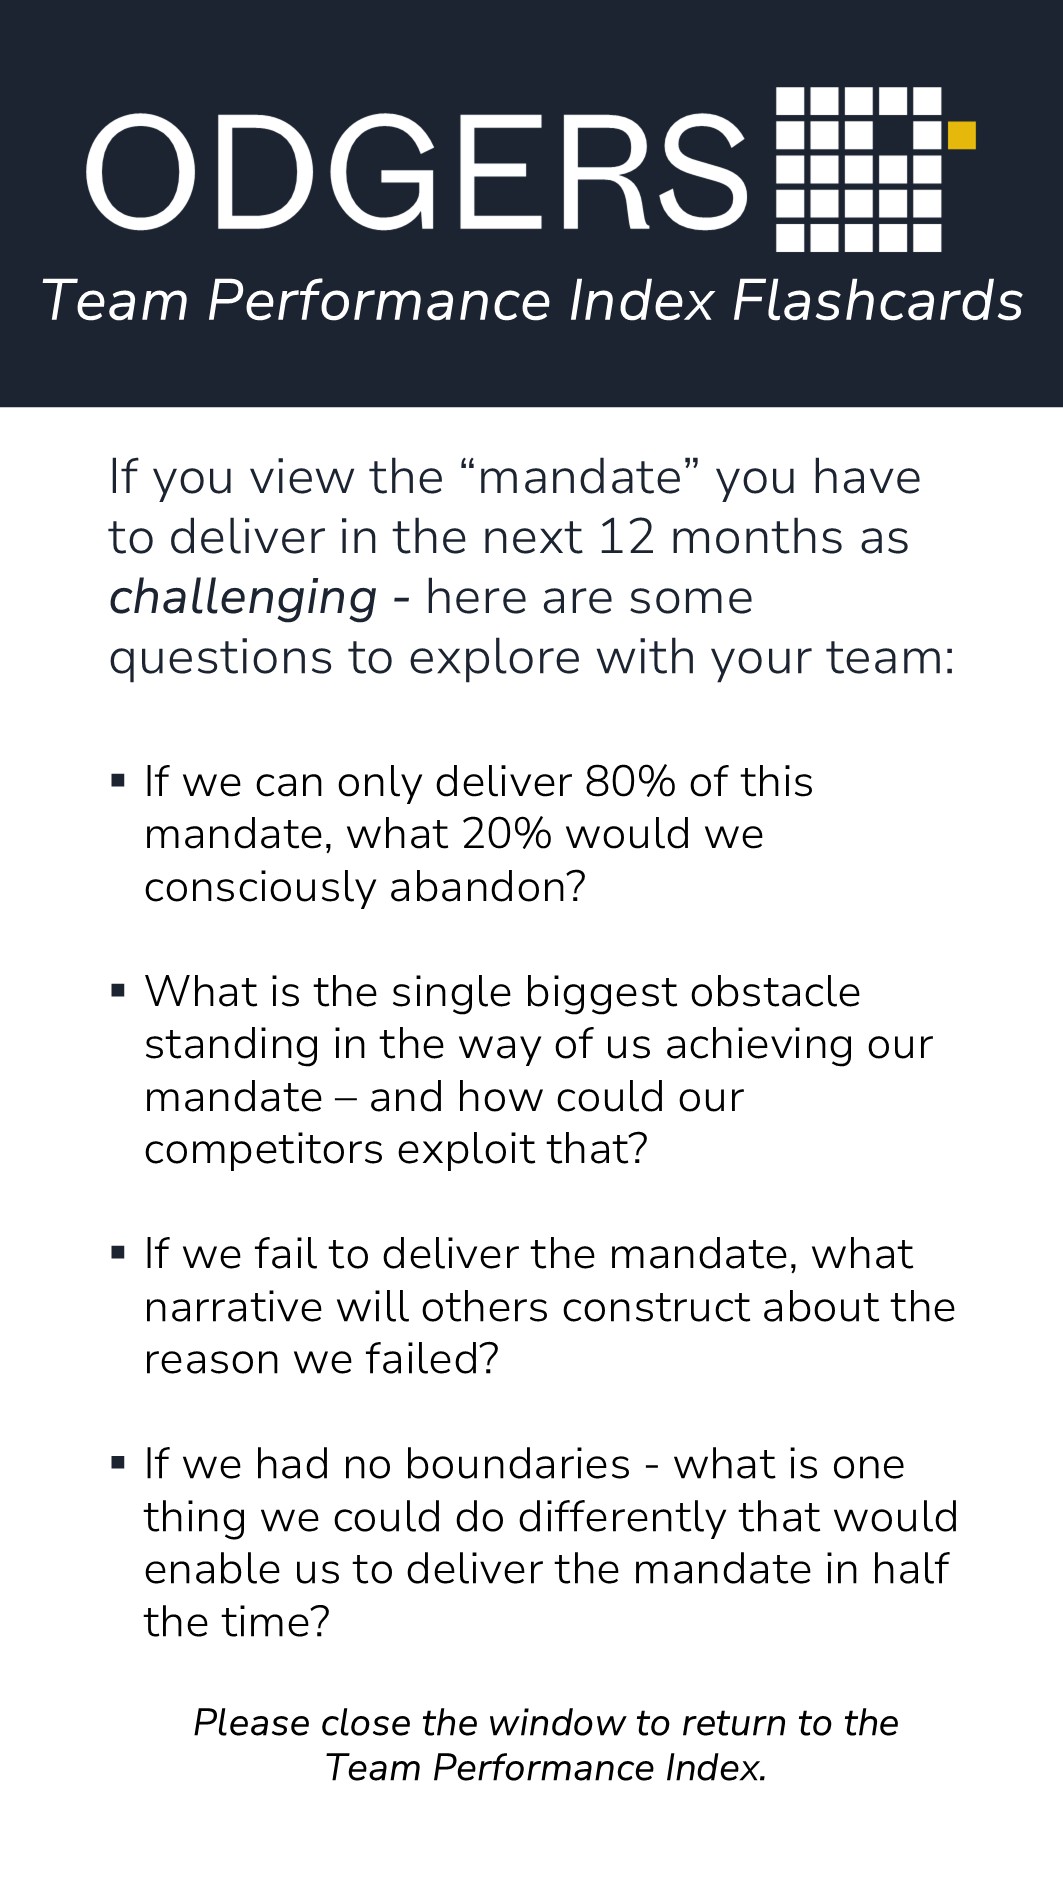 ODGERS
Team Performance Index Flashcards
If you view the “mandate” you have
to deliver in the next 12 months as
challenging - here are some
questions to explore with your team:
▪ If we can only deliver 80% of this
mandate, what 20% would we
consciously abandon?
▪ What is the single biggest obstacle
standing in the way of us achieving our
mandate – and how could our
competitors exploit that?
▪ If we fail to deliver the mandate, what
narrative will others construct about the
reason we failed?
▪ If we had no boundaries - what is one
thing we could do differently that would
enable us to deliver the mandate in half
the time?
Please close the window to return to the
Team Performance Index.